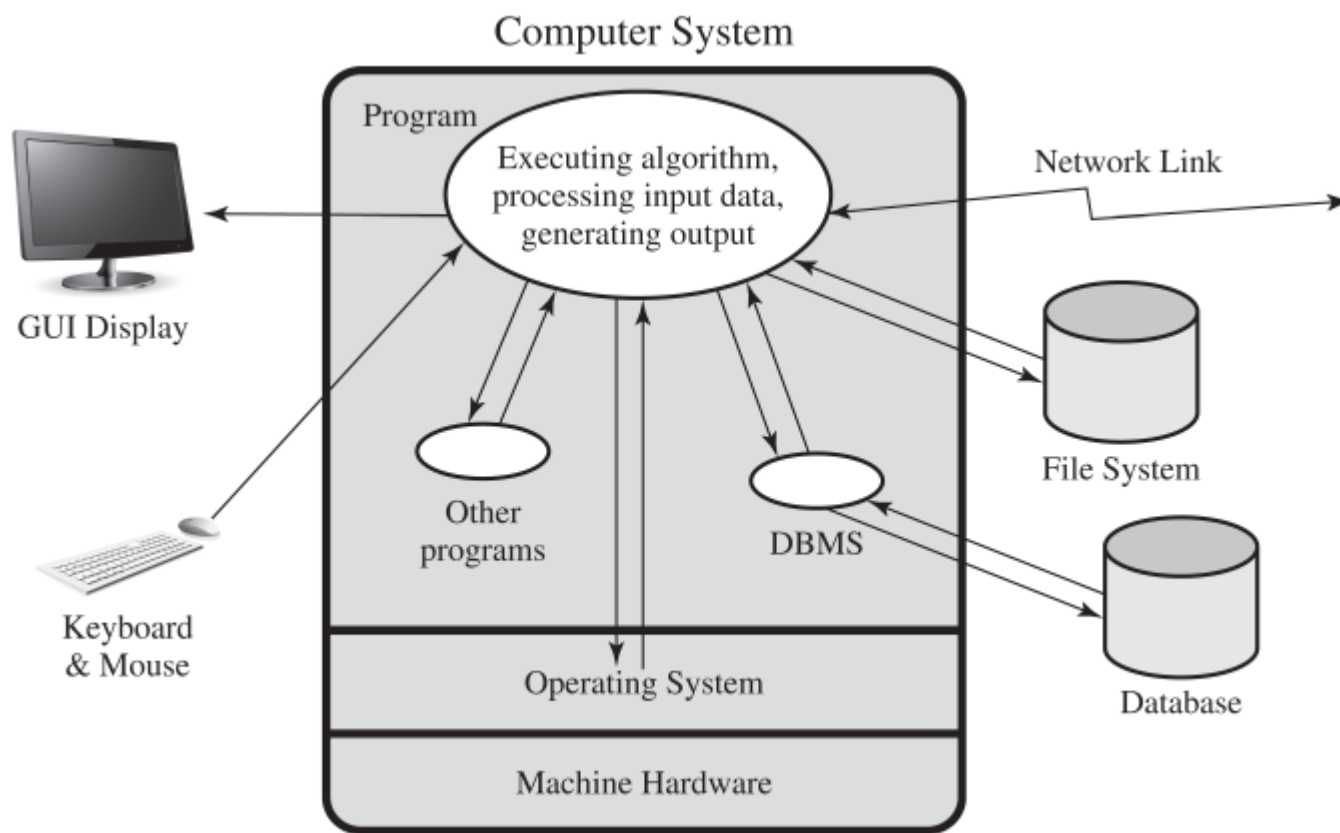 Computer System
Program
Executing algorithm,
processing input data,
generating output
Network Link
GUI Display
File System
Other
programs
DBMS
Keyboard
& Mouse
Operating System
Database
Machine Hardware